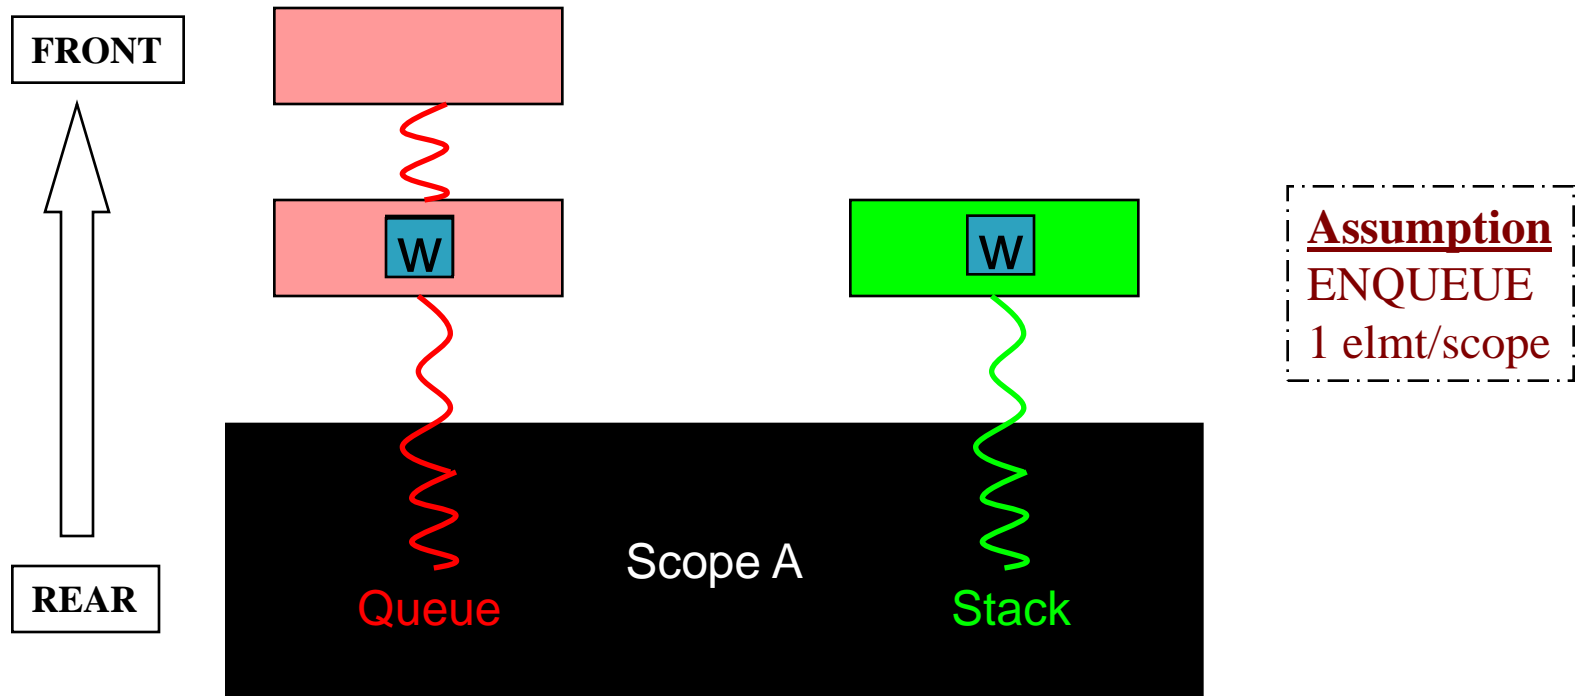 FRONT
W
W
Assumption
ENQUEUE
1 elmt/scope
Scope A
REAR
Queue
Stack